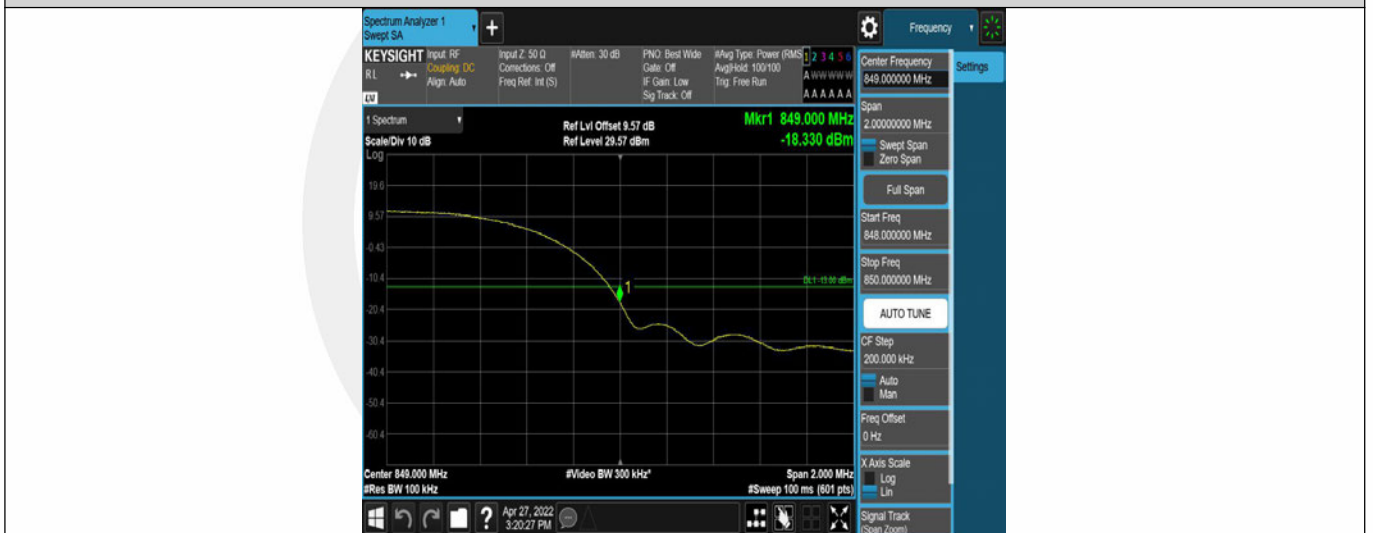 Spectrum Analyzer 1
Swept SA
+
Frequency
KEYSIGHT
RL
LXI
Input: RF
Coupling: DC
Align: Auto
Input Z: 50 Ω
Corrections: Off
Freq Ref: Int (S)
#Atten: 30 dB
PNO: Best Wide
Gate: Off
IF Gain: Low
Sig Track: Off
#Avg Type: Power (RMS
Avg|Hold: 100/100
Trig: Free Run
1 2 3 4 5 6
A W W W W W
A A A A A A
1 Spectrum
Scale/Div 10 dB
Log
Ref Lvl Offset 9.57 dB
Ref Level 29.57 dBm
Mkr1 849.000 MHz
-18.330 dBm
19.6
9.57
-0.43
-10.4
-20.4
-30.4
-40.4
-50.4
-60.4
DL1 -13.00 dBm
1
Center 849.000 MHz
#Res BW 100 kHz
#Video BW 300 kHz*
Span 2.000 MHz
#Sweep 100 ms (601 pts)
?
Apr 27, 2022
3:20:27 PM
Center Frequency
849.000000 MHz
Settings
Span
2.00000000 MHz
Swept Span
Zero Span
Full Span
Start Freq
848.000000 MHz
Stop Freq
850.000000 MHz
AUTO TUNE
CF Step
200.000 kHz
Auto
Man
Freq Offset
0 Hz
X Axis Scale
Log
Lin
Signal Track
(Span Zoom)